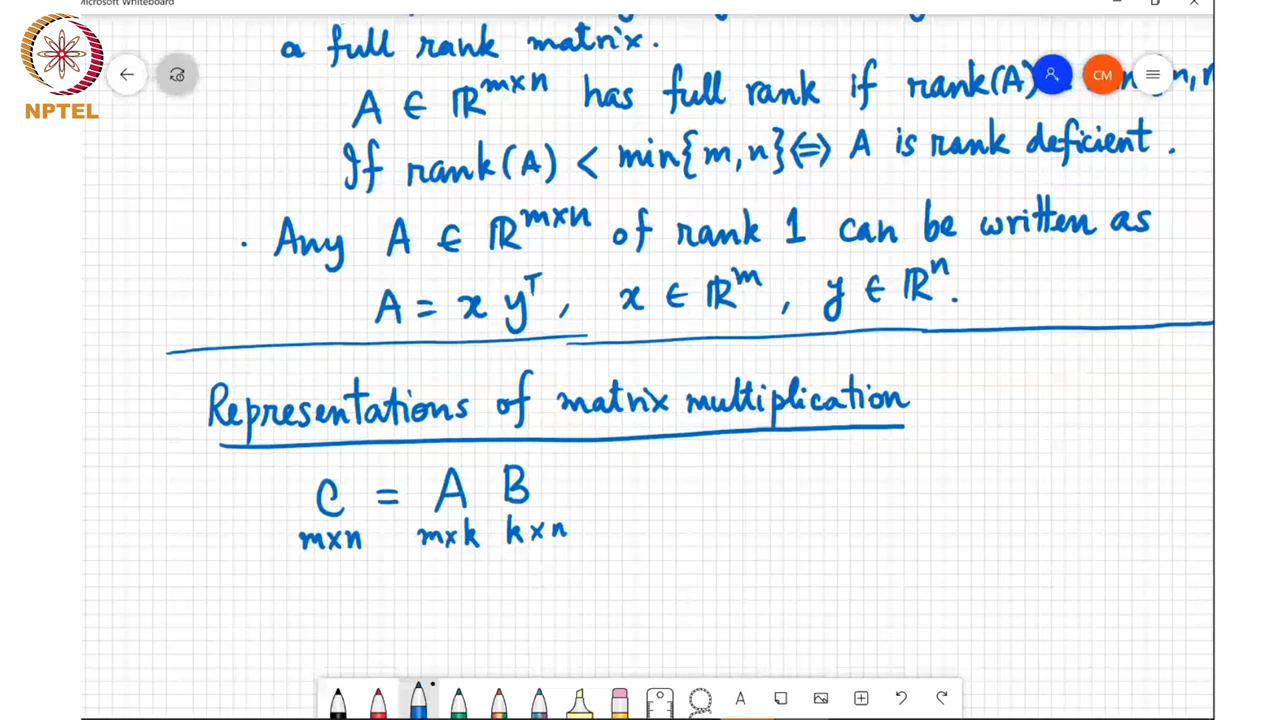 Microsoft Whiteboard
a full rank matrix.
NPTEL
CM
A ∈ ℝ^{m×n} has full rank if rank(A)
If rank(A) < min{m,n} ⇔ A is rank deficient.
· Any A ∈ ℝ^{m×n} of rank 1 can be written as
A = x y^T, x ∈ ℝ^m, y ∈ ℝ^n.
Representations of matrix multiplication
C = A B
m×n m×k k×n
A